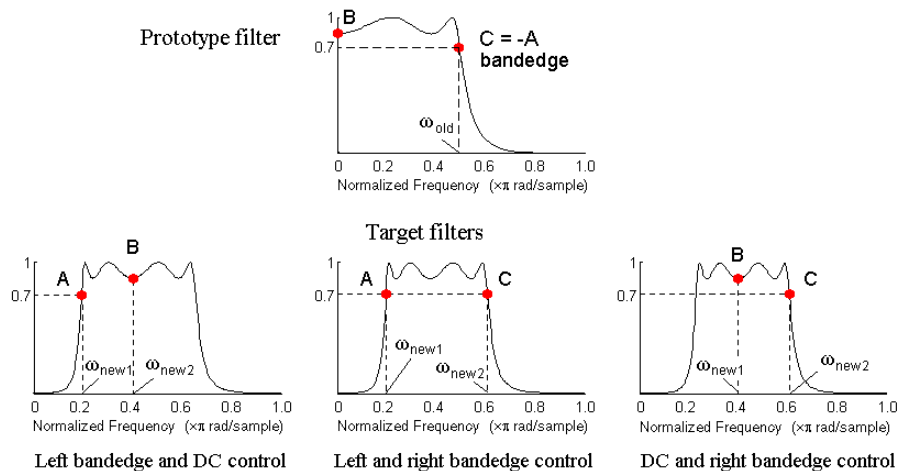 Prototype filter
1
B
0.7
C = -A
bandedge
ωold
0 0.2 0.4 0.6 0.8 1.0
Normalized Frequency (×π rad/sample)
Target filters
1
0.7
A
B
ωnew1
ωnew2
0 0.2 0.4 0.6 0.8 1.0
Normalized Frequency (×π rad/sample)
Left bandedge and DC control
1
0.7
A
C
ωnew1
ωnew2
0 0.2 0.4 0.6 0.8 1.0
Normalized Frequency (×π rad/sample)
Left and right bandedge control
1
0.7
B
C
ωnew1
ωnew2
0 0.2 0.4 0.6 0.8 1.0
Normalized Frequency (×π rad/sample)
DC and right bandedge control